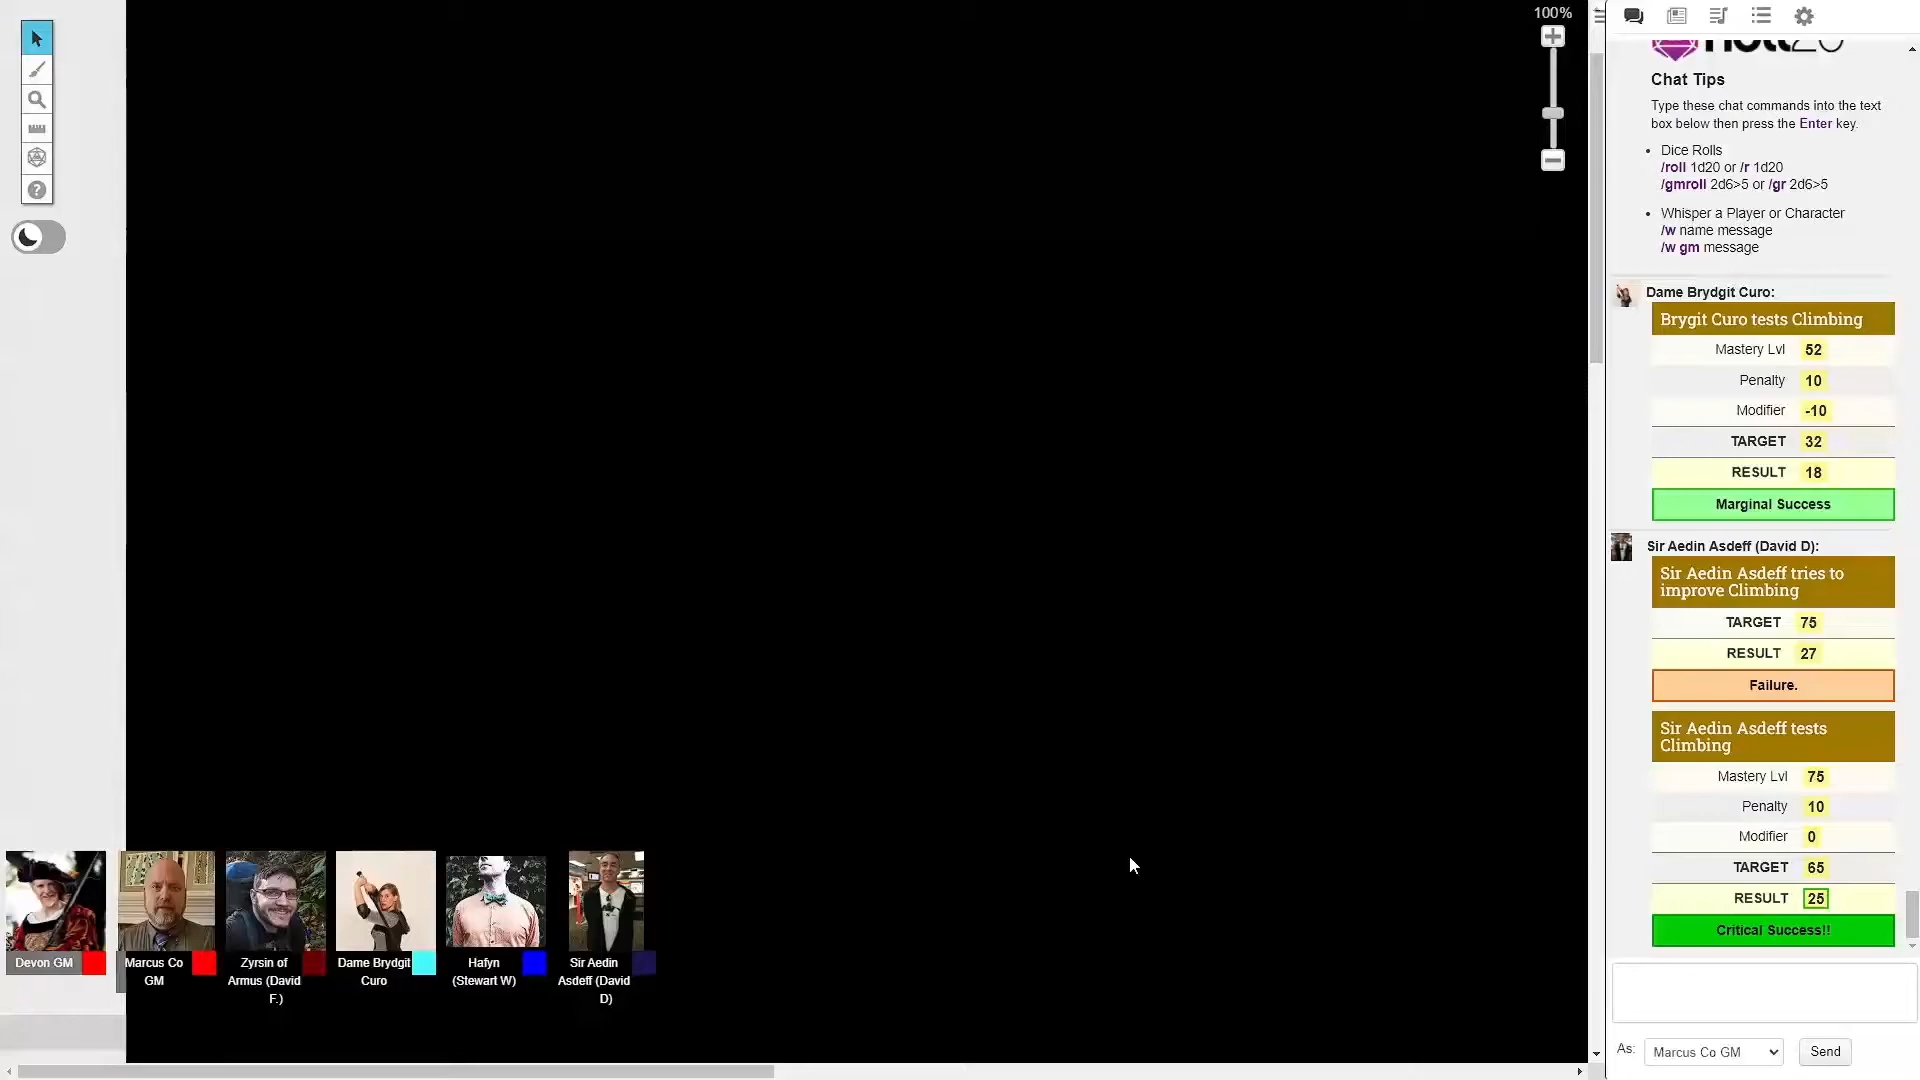 100%
roll20
Chat Tips
Type these chat commands into the text
box below then press the Enter key.
Dice Rolls
/roll 1d20 or /r 1d20
/gmroll 2d6>5 or /gr 2d6>5
Whisper a Player or Character
/w name message
/w gm message
Dame Brydgit Curo:
Brygit Curo tests Climbing
Mastery Lvl 52
Penalty 10
Modifier -10
TARGET 32
RESULT 18
Marginal Success
Sir Aedin Asdeff (David D):
Sir Aedin Asdeff tries to
improve Climbing
TARGET 75
RESULT 27
Failure.
Sir Aedin Asdeff tests
Climbing
Mastery Lvl 75
Penalty 10
Modifier 0
TARGET 65
RESULT 25
Critical Success!!
As: Marcus Co GM Send
Devon GM
Marcus Co
GM
Zyrsin of
Armus (David
F.)
Dame Brydgit
Curo
Hafyn
(Stewart W)
Sir Aedin
Asdeff (David
D)